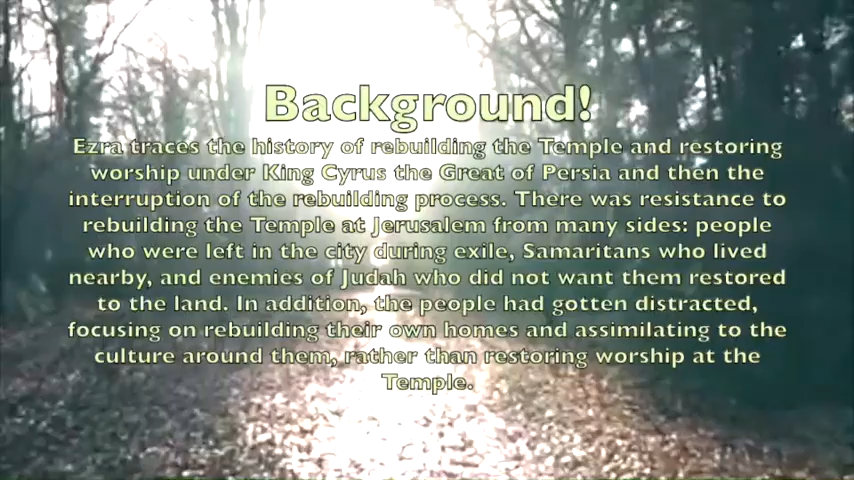 Background!
Ezra traces the history of rebuilding the Temple and restoring
worship under King Cyrus the Great of Persia and then the
interruption of the rebuilding process. There was resistance to
rebuilding the Temple at Jerusalem from many sides: people
who were left in the city during exile, Samaritans who lived
nearby, and enemies of Judah who did not want them restored
to the land. In addition, the people had gotten distracted,
focusing on rebuilding their own homes and assimilating to the
culture around them, rather than restoring worship at the
Temple.